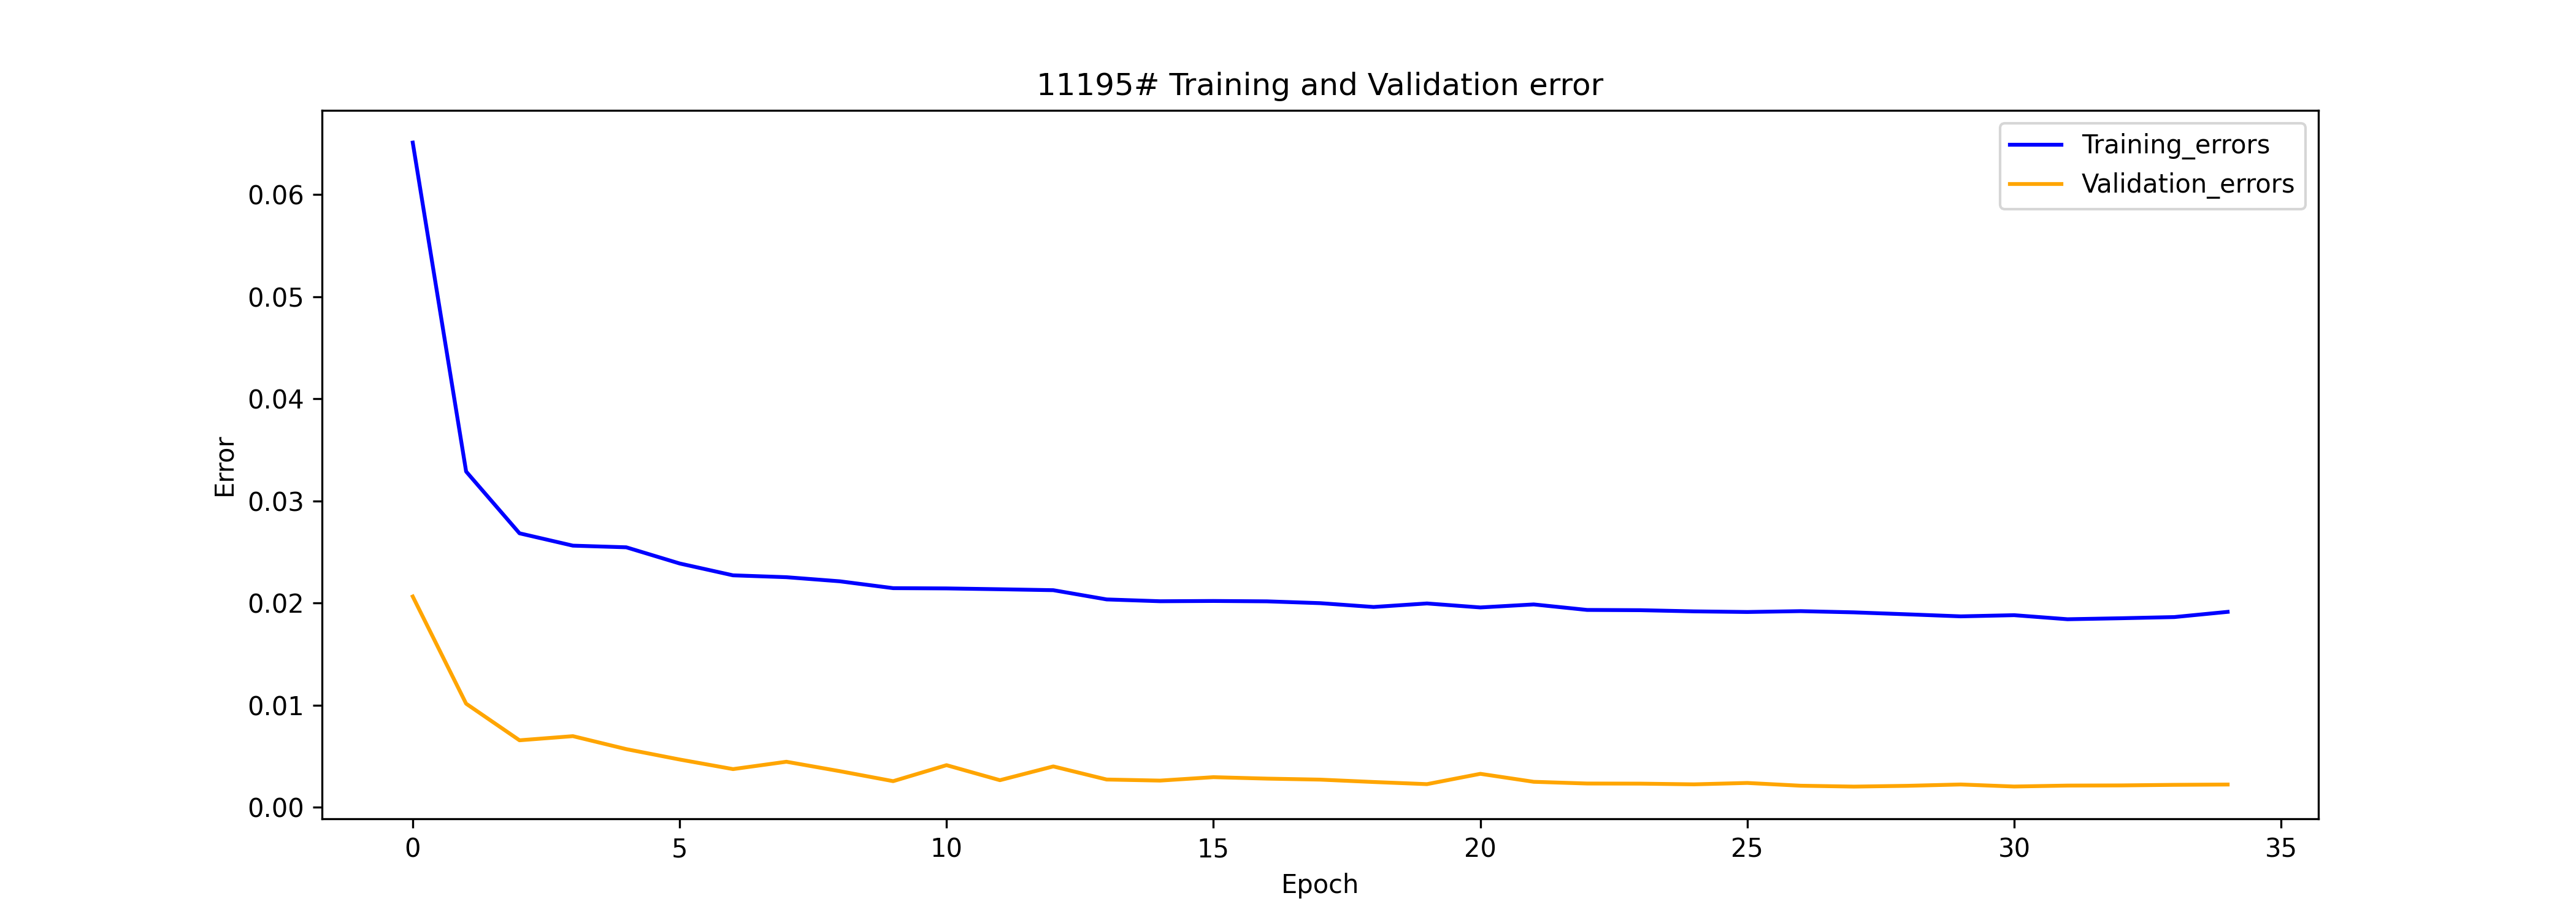 11195# Training and Validation error
Training_errors
Validation_errors
0.06
0.05
0.04
0.03
0.02
0.01
0.00
Error
0 5 10 15 20 25 30 35
Epoch